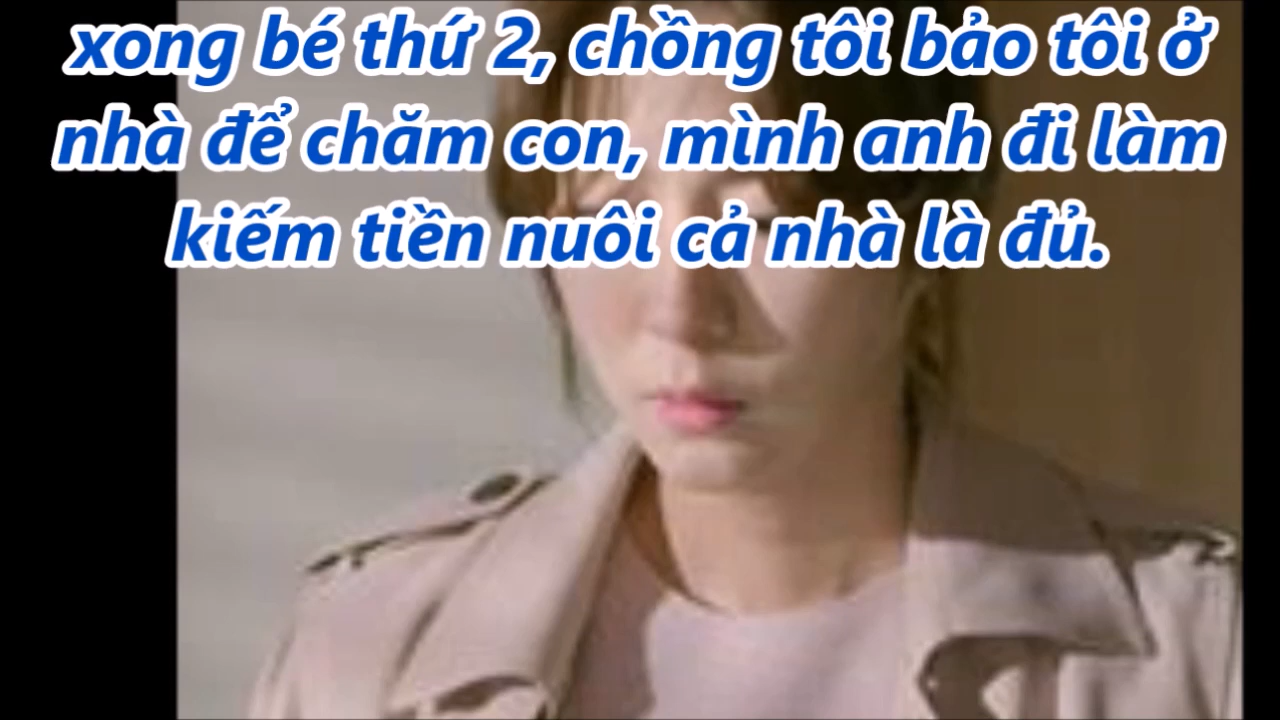 xong bé thứ 2, chồng tôi bảo tôi ở
nhà để chăm con, mình anh đi làm
kiếm tiền nuôi cả nhà là đủ.